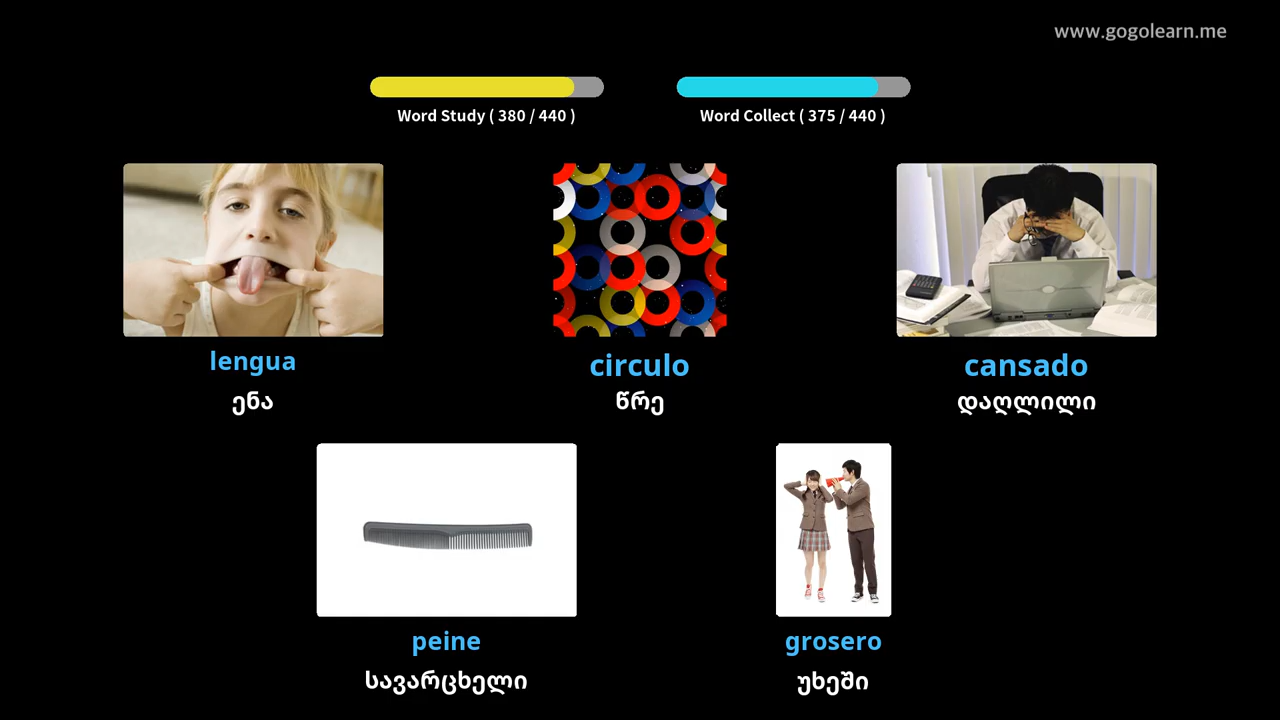 www.gogolearn.me
Word Study ( 380 / 440 )
Word Collect ( 375 / 440 )
lengua
circulo
cansado
ენა
წრე
დაღლილი
peine
grosero
სავარცხელი
უხეში